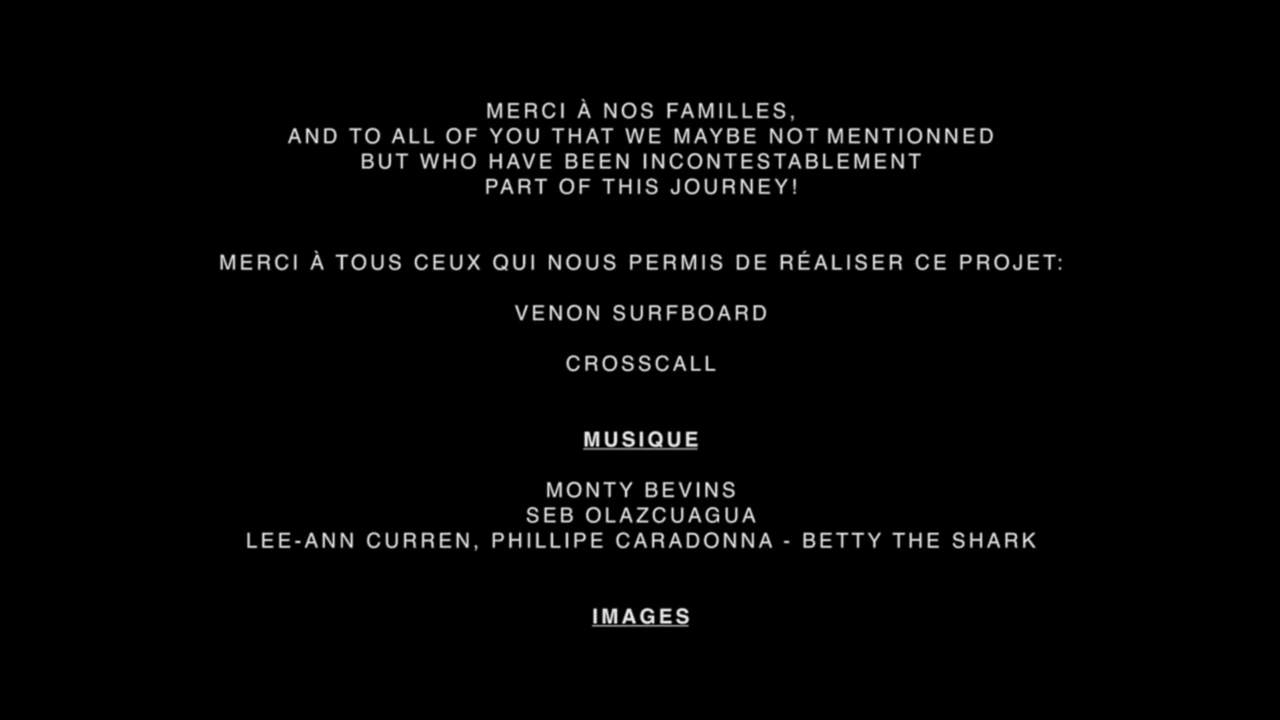 MERCI À NOS FAMILLES,
AND TO ALL OF YOU THAT WE MAYBE NOT MENTIONNED
BUT WHO HAVE BEEN INCONTESTABLEMENT
PART OF THIS JOURNEY!
MERCI À TOUS CEUX QUI NOUS PERMIS DE RÉALISER CE PROJET:
VENON SURFBOARD
CROSSCALL
MUSIQUE
MONTY BEVINS
SEB OLAZCUAGUA
LEE-ANN CURREN, PHILLIPE CARADONNA - BETTY THE SHARK
IMAGES